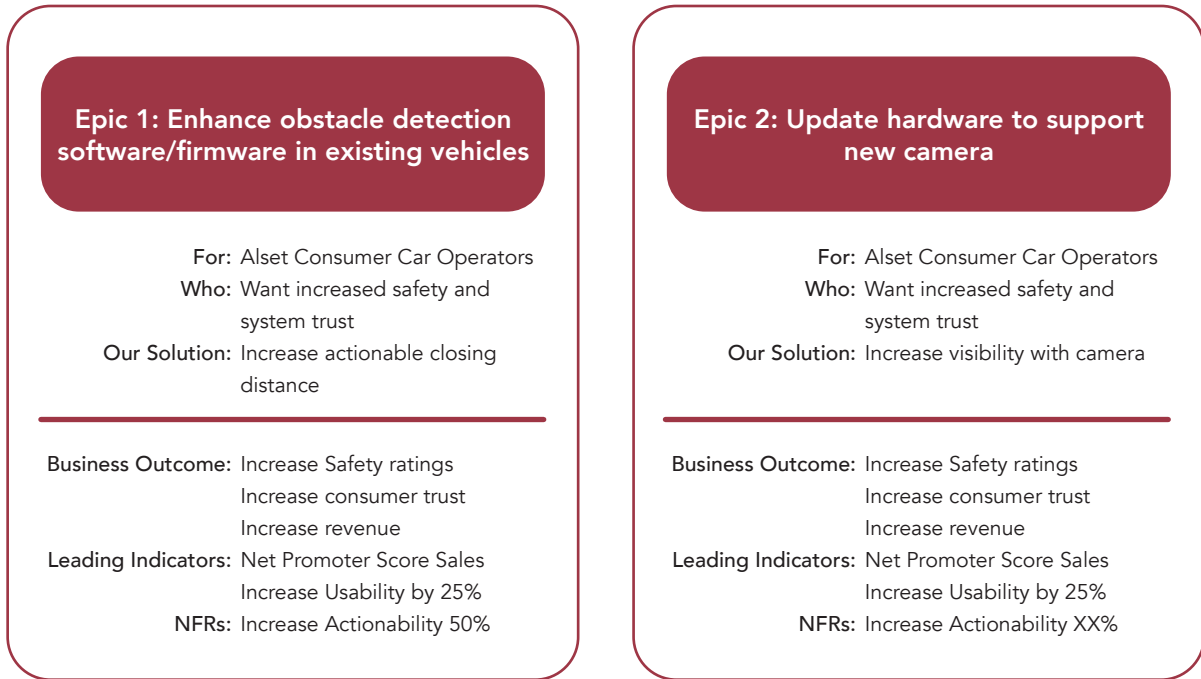 Epic 1: Enhance obstacle detection
software/firmware in existing vehicles
For: Alset Consumer Car Operators
Who: Want increased safety and
system trust
Our Solution: Increase actionable closing
distance
Business Outcome: Increase Safety ratings
Increase consumer trust
Increase revenue
Leading Indicators: Net Promoter Score Sales
Increase Usability by 25%
NFRs: Increase Actionability 50%
Epic 2: Update hardware to support
new camera
For: Alset Consumer Car Operators
Who: Want increased safety and
system trust
Our Solution: Increase visibility with camera
Business Outcome: Increase Safety ratings
Increase consumer trust
Increase revenue
Leading Indicators: Net Promoter Score Sales
Increase Usability by 25%
NFRs: Increase Actionability XX%